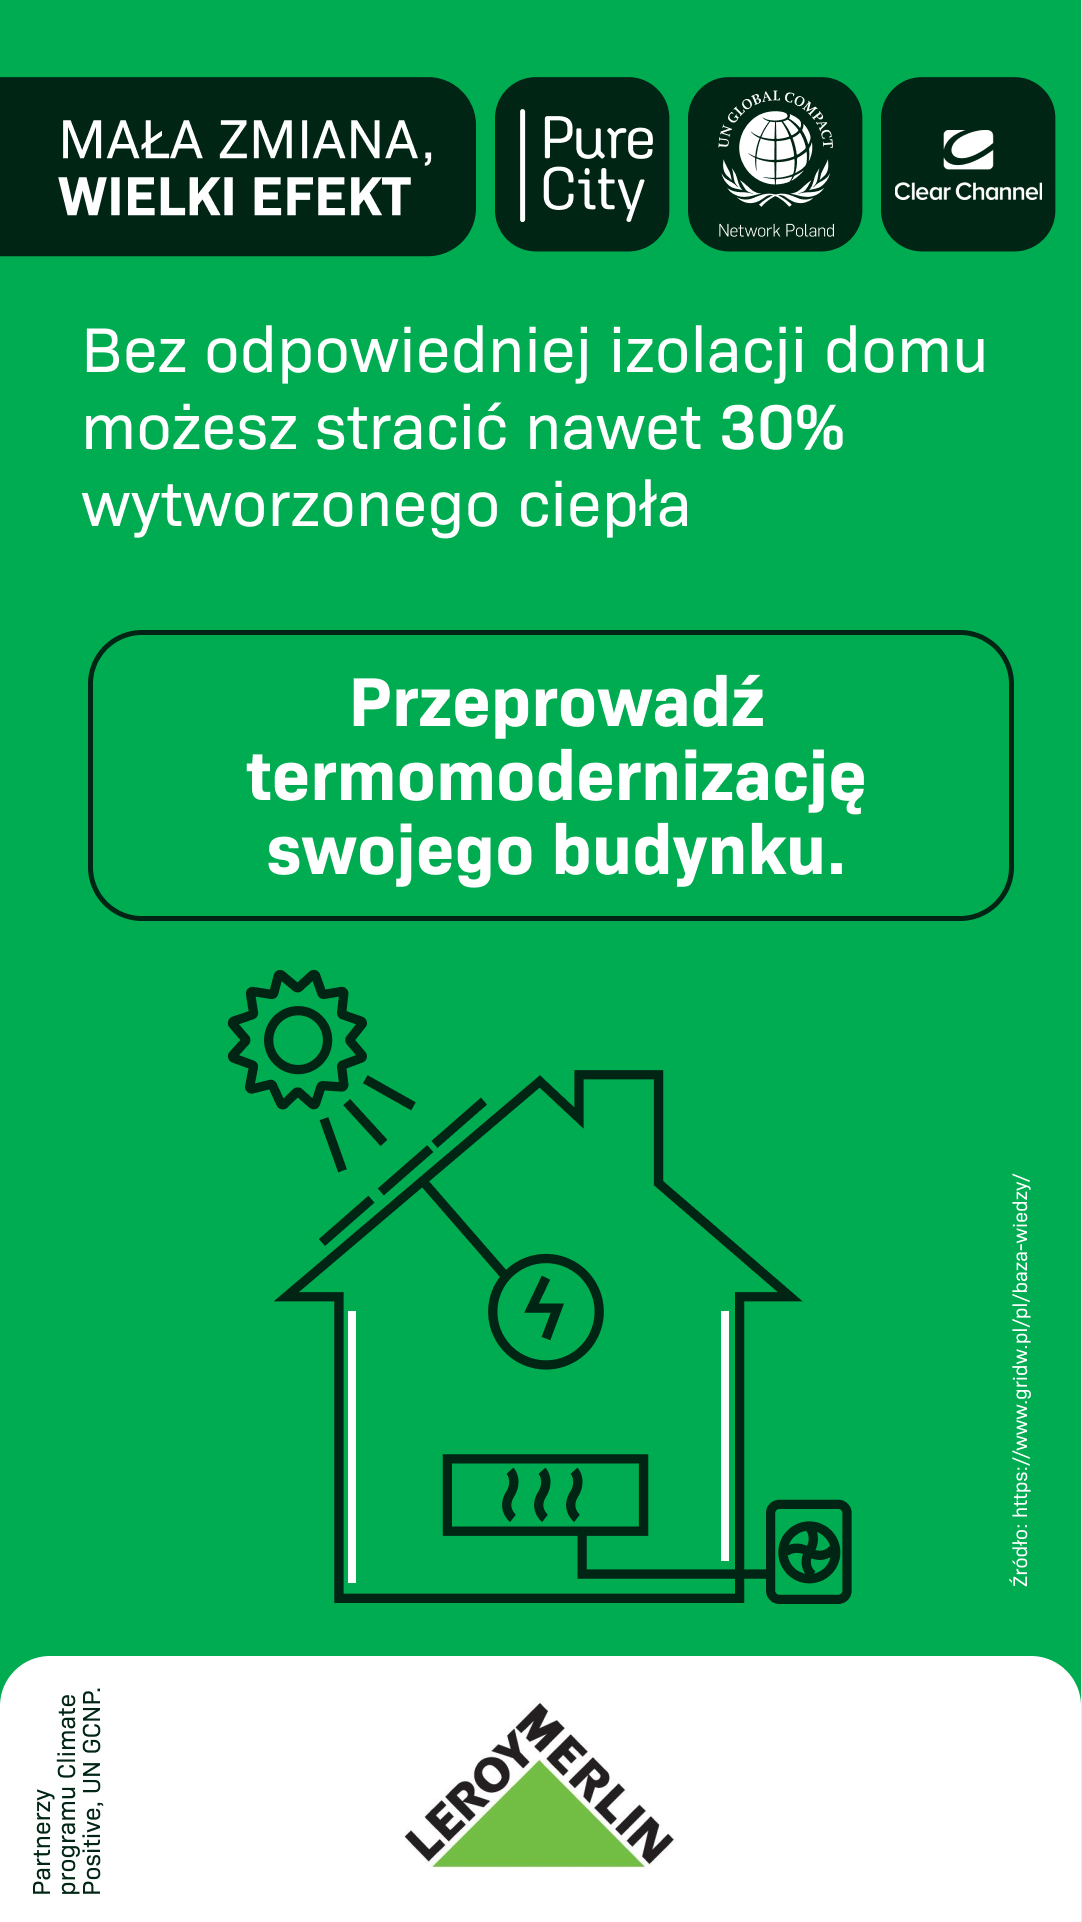 MAŁA ZMIANA,
WIELKI EFEKT
Pure
City
UN GLOBAL COMPACT
Network Poland
Clear Channel
Bez odpowiedniej izolacji domu
możesz stracić nawet 30%
wytworzonego ciepła
Przeprowadź
termomodernizację
swojego budynku.
Źródło: https://www.gridw.pl/pl/baza-wiedzy/
Partnerzy
programu Climate
Positive, UN GCNP.
LEROY MERLIN